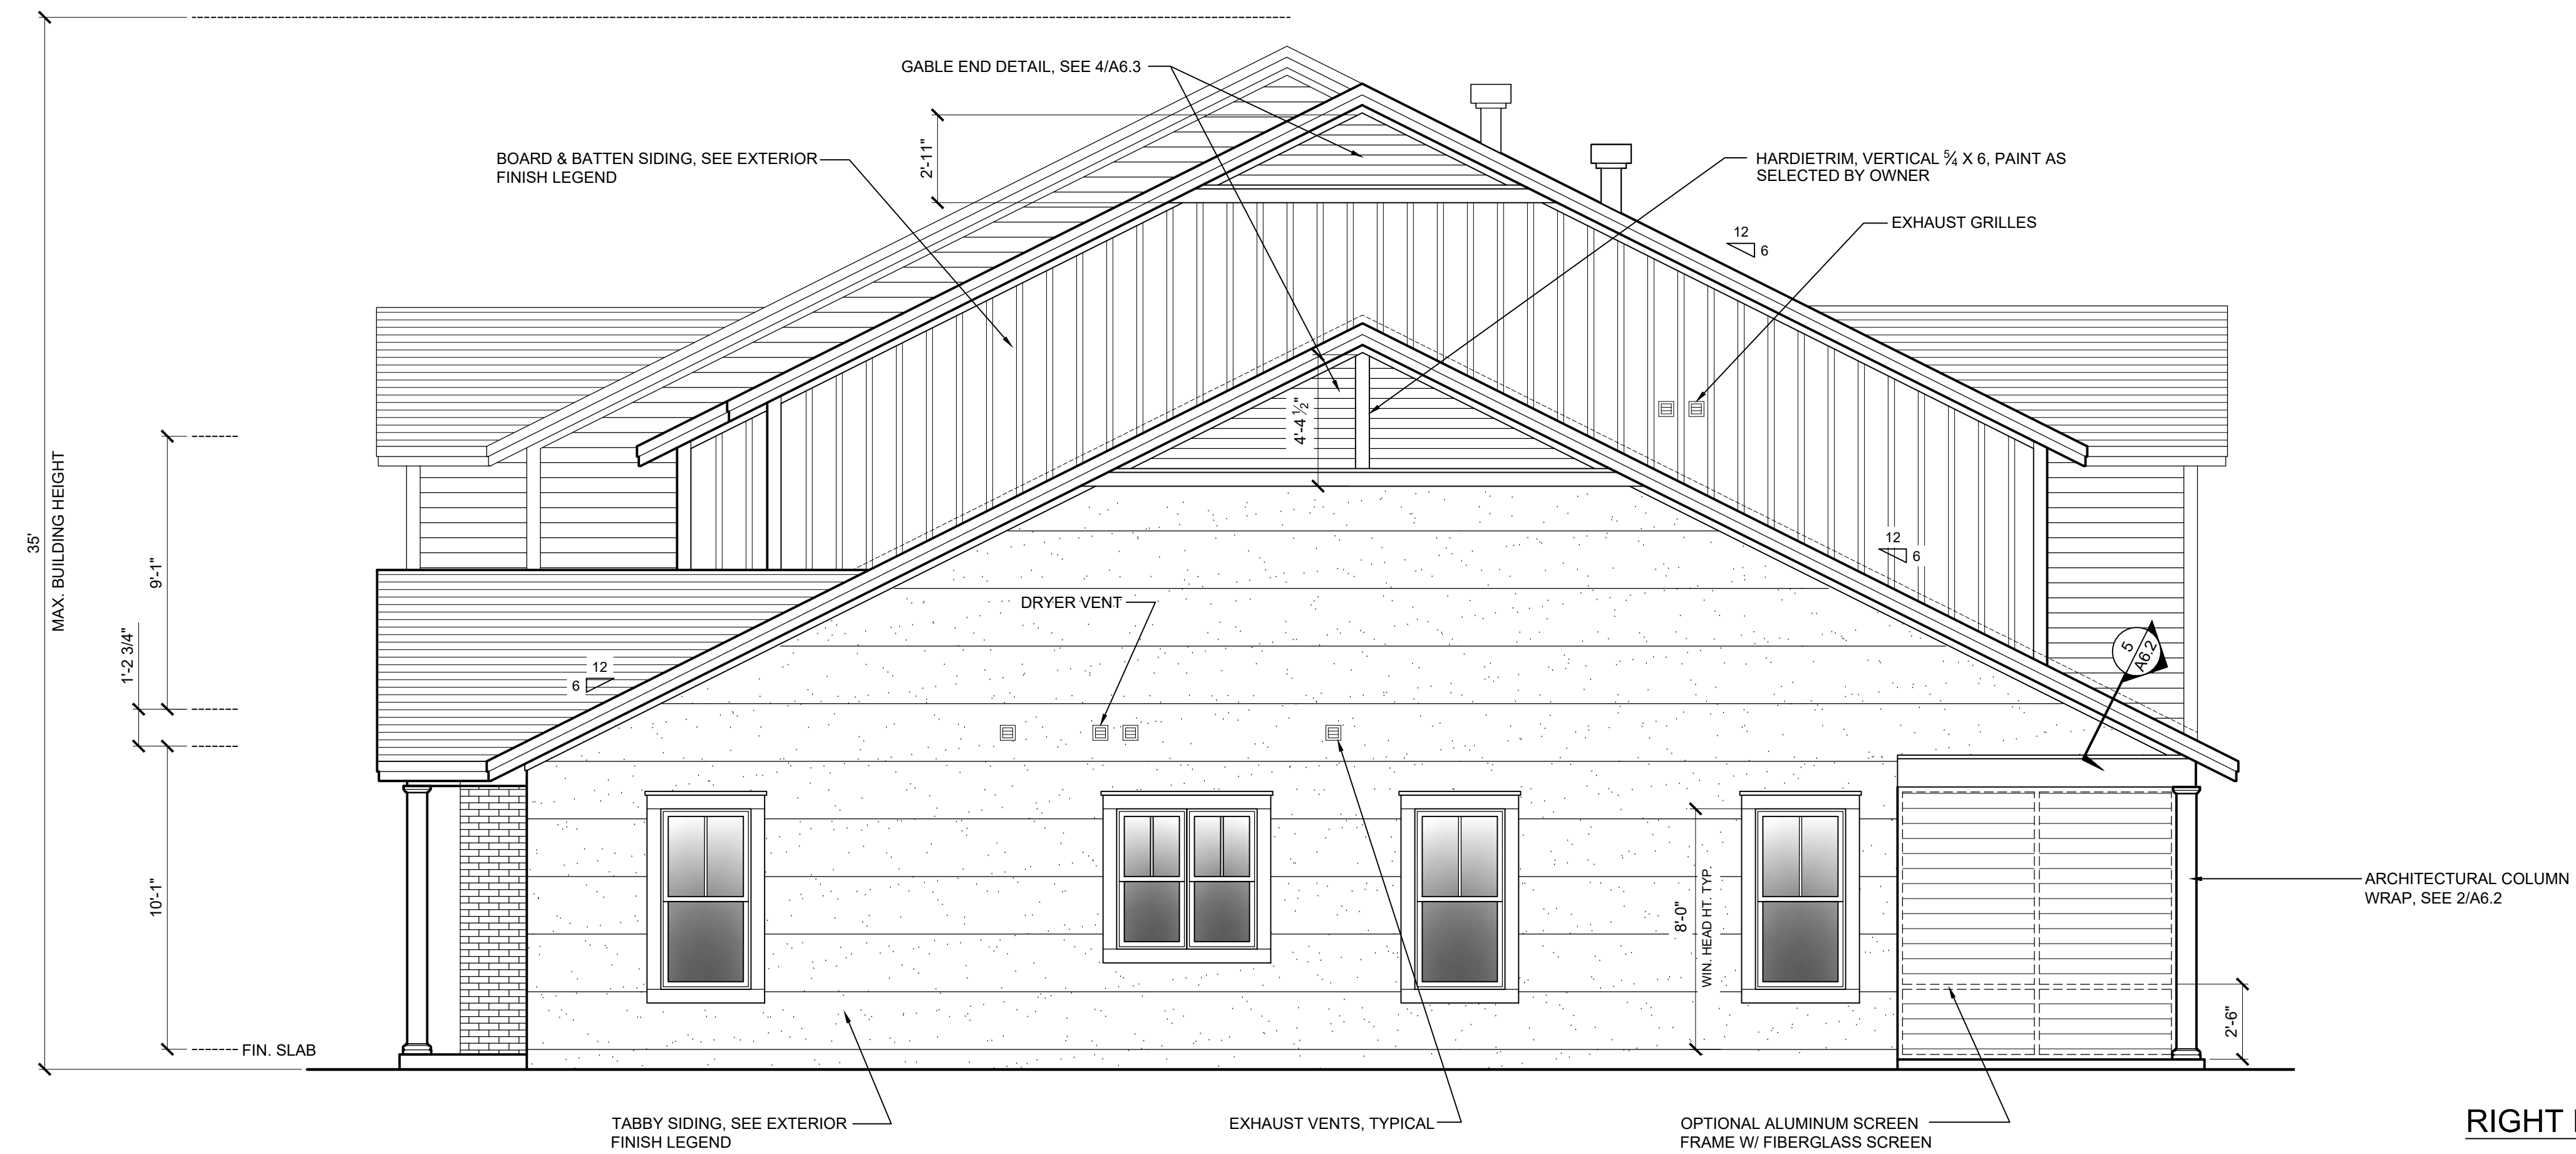 GABLE END DETAIL, SEE 4/A6.3
2'-11"
BOARD & BATTEN SIDING, SEE EXTERIOR
FINISH LEGEND
HARDIETRIM, VERTICAL 5/4 X 6, PAINT AS
SELECTED BY OWNER
EXHAUST GRILLES
12
6
4'-4 1/2"
35'
MAX. BUILDING HEIGHT
9'-1"
12
6
DRYER VENT
1'-2 3/4"
12
6
5
A6.2
10'-1"
8'-0"
WIN. HEAD HT. TYP.
ARCHITECTURAL COLUMN
WRAP, SEE 2/A6.2
2'-6"
FIN. SLAB
TABBY SIDING, SEE EXTERIOR
FINISH LEGEND
EXHAUST VENTS, TYPICAL
OPTIONAL ALUMINUM SCREEN
FRAME W/ FIBERGLASS SCREEN
RIGHT